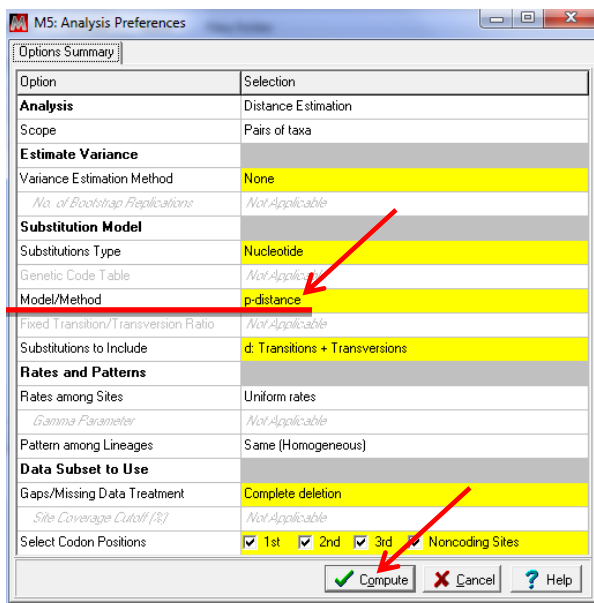 M5: Analysis Preferences
Options Summary
Option Selection
Analysis Distance Estimation
Scope Pairs of taxa
Estimate Variance
Variance Estimation Method None
No. of Bootstrap Replications Not Applicable
Substitution Model
Substitutions Type Nucleotide
Genetic Code Table Not Applicable
Model/Method p-distance
Fixed Transition/Transversion Ratio Not Applicable
Substitutions to Include d: Transitions + Transversions
Rates and Patterns
Rates among Sites Uniform rates
Gamma Parameter Not Applicable
Pattern among Lineages Same (Homogeneous)
Data Subset to Use
Gaps/Missing Data Treatment Complete deletion
Site Coverage Cutoff (%) Not Applicable
Select Codon Positions 1st 2nd 3rd Noncoding Sites
Compute Cancel Help